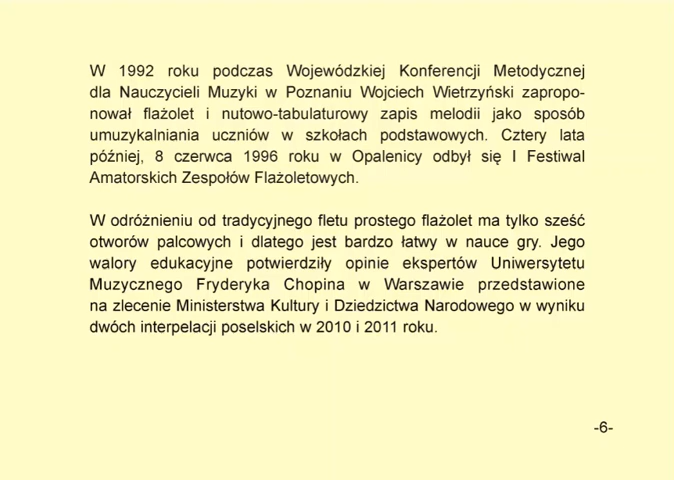 W 1992 roku podczas Wojewódzkiej Konferencji Metodycznej
dla Nauczycieli Muzyki w Poznaniu Wojciech Wietrzyński zapropo-
nował flażolet i nutowo-tabulaturowy zapis melodii jako sposób
umuzykalniania uczniów w szkołach podstawowych. Cztery lata
później, 8 czerwca 1996 roku w Opalenicy odbył się I Festiwal
Amatorskich Zespołów Flażoletowych.
W odróżnieniu od tradycyjnego fletu prostego flażolet ma tylko sześć
otworów palcowych i dlatego jest bardzo łatwy w nauce gry. Jego
walory edukacyjne potwierdziły opinie ekspertów Uniwersytetu
Muzycznego Fryderyka Chopina w Warszawie przedstawione
na zlecenie Ministerstwa Kultury i Dziedzictwa Narodowego w wyniku
dwóch interpelacji poselskich w 2010 i 2011 roku.
-6-